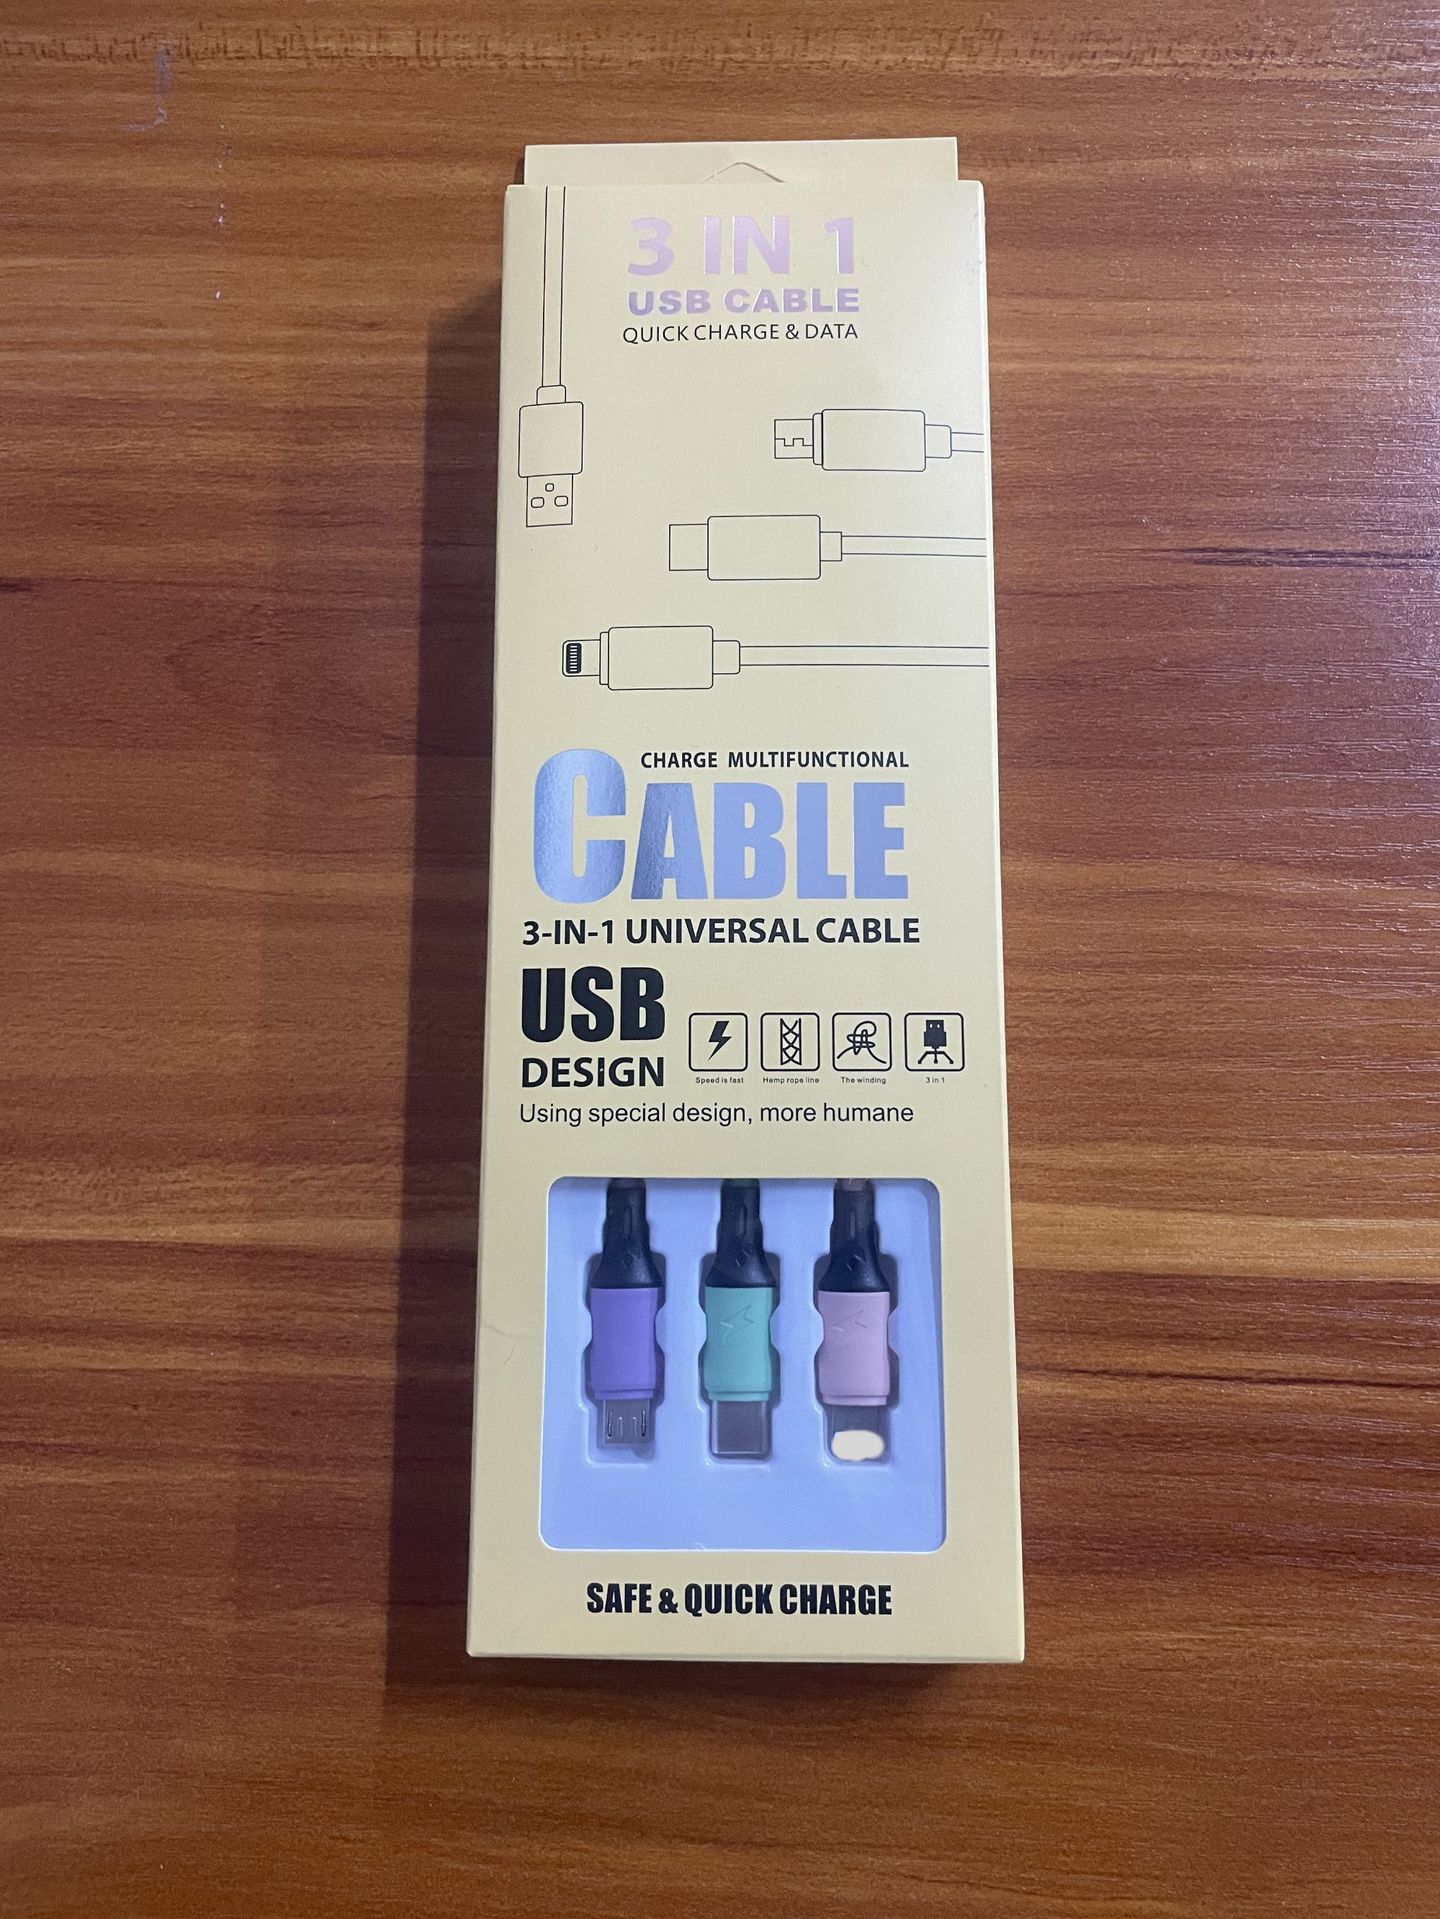 3 IN 1
USB CABLE
QUICK CHARGE & DATA
CHARGE MULTIFUNCTIONAL
CABLE
3-IN-1 UNIVERSAL CABLE
USB
DESIGN
Speed is fast
Hemp rope line
The winding
3 in 1
Using special design, more humane
SAFE & QUICK CHARGE